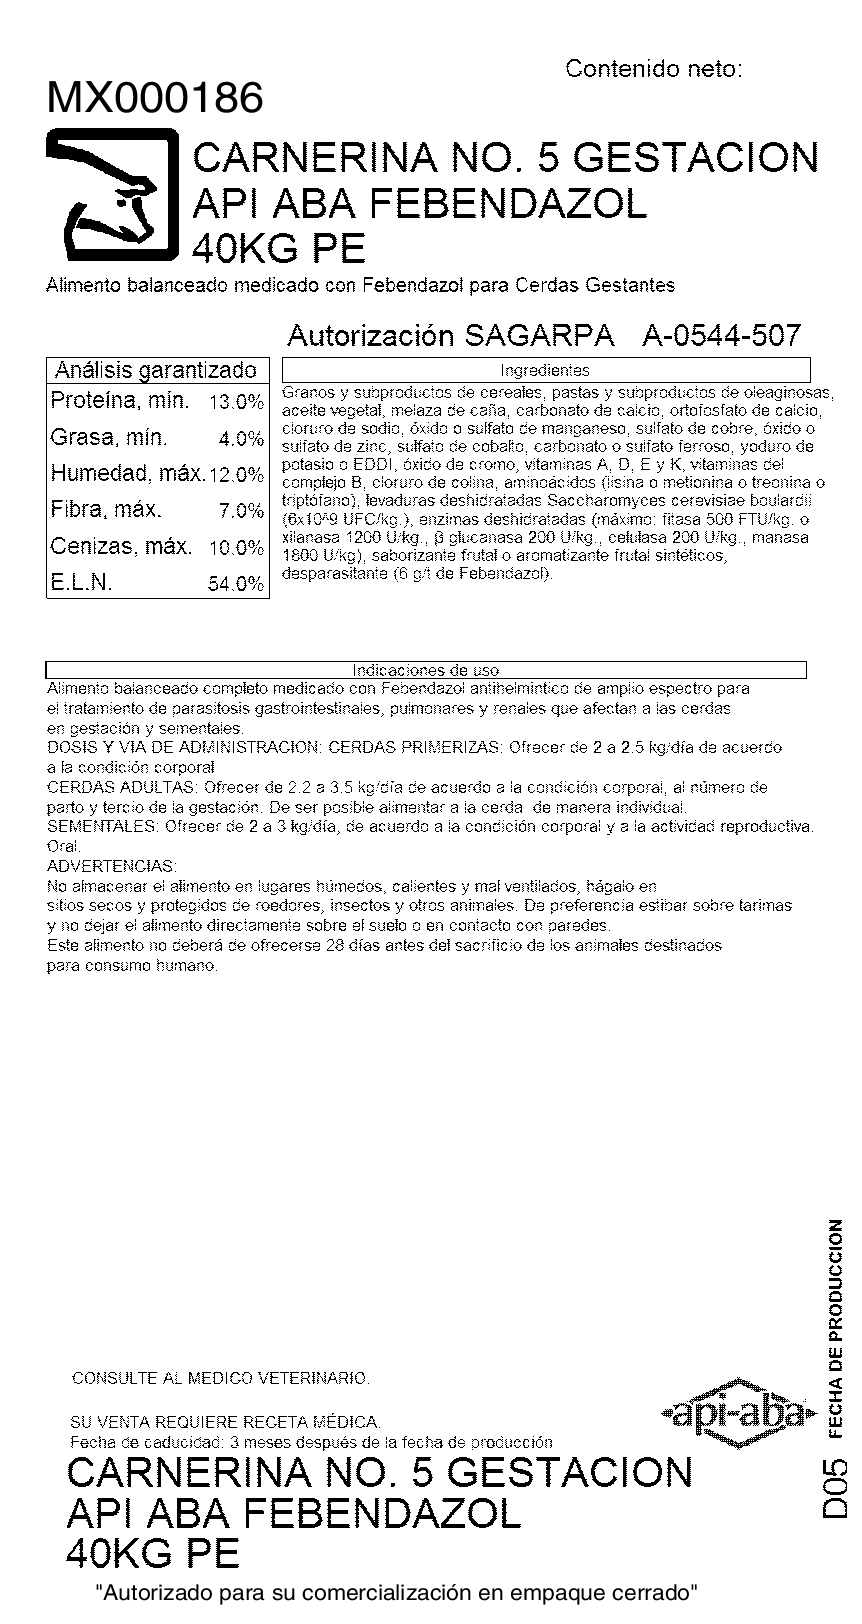 Contenido neto:
MX000186
CARNERINA NO. 5 GESTACION
API ABA FEBENDAZOL
40KG PE
Alimento balanceado medicado con Febendazol para Cerdas Gestantes
Autorización SAGARPA A-0544-507
Análisis garantizado
Proteína, mín. 13.0%
Grasa, mín. 4.0%
Humedad, máx. 12.0%
Fibra, máx. 7.0%
Cenizas, máx. 10.0%
E.L.N. 54.0%
Ingredientes
Granos y subproductos de cereales, pastas y subproductos de oleaginosas,
aceite vegetal, melaza de caña, carbonato de calcio, ortofosfato de calcio,
cloruro de sodio, óxido o sulfato de manganeso, sulfato de cobre, óxido o
sulfato de zinc, sulfato de cobalto, carbonato o sulfato ferroso, yoduro de
potasio o EDDI, óxido de cromo, vitaminas A, D, E y K, vitaminas del
complejo B, cloruro de colina, aminoácidos (lisina o metionina o treonina o
triptófano), levaduras deshidratadas Saccharomyces cerevisiae boulardii
(6x10^9 UFC/kg.), enzimas deshidratadas (máximo: fitasa 500 FTU/kg. o
xilanasa 1200 U/kg., β glucanasa 200 U/kg., celulasa 200 U/kg., manasa
1800 U/kg), saborizante frutal o aromatizante frutal sintéticos,
desparasitante (6 g/t de Febendazol).
Indicaciones de uso
Alimento balanceado completo medicado con Febendazol antihelmintico de amplio espectro para
el tratamiento de parasitosis gastrointestinales, pulmonares y renales que afectan a las cerdas
en gestación y sementales.
DOSIS Y VIA DE ADMINISTRACION: CERDAS PRIMERIZAS: Ofrecer de 2 a 2.5 kg/día de acuerdo
a la condición corporal
CERDAS ADULTAS: Ofrecer de 2.2 a 3.5 kg/día de acuerdo a la condición corporal, al número de
parto y tercio de la gestación. De ser posible alimentar a la cerda de manera individual.
SEMENTALES: Ofrecer de 2 a 3 kg/día, de acuerdo a la condición corporal y a la actividad reproductiva.
Oral.
ADVERTENCIAS:
No almacenar el alimento en lugares húmedos, calientes y mal ventilados, hágalo en
sitios secos y protegidos de roedores, insectos y otros animales. De preferencia estibar sobre tarimas
y no dejar el alimento directamente sobre el suelo o en contacto con paredes.
Este alimento no deberá de ofrecerse 28 días antes del sacrificio de los animales destinados
para consumo humano.
FECHA DE PRODUCCION
D05
CONSULTE AL MEDICO VETERINARIO.
api-aba
SU VENTA REQUIERE RECETA MÉDICA.
Fecha de caducidad: 3 meses después de la fecha de producción
CARNERINA NO. 5 GESTACION
API ABA FEBENDAZOL
40KG PE
"Autorizado para su comercialización en empaque cerrado"